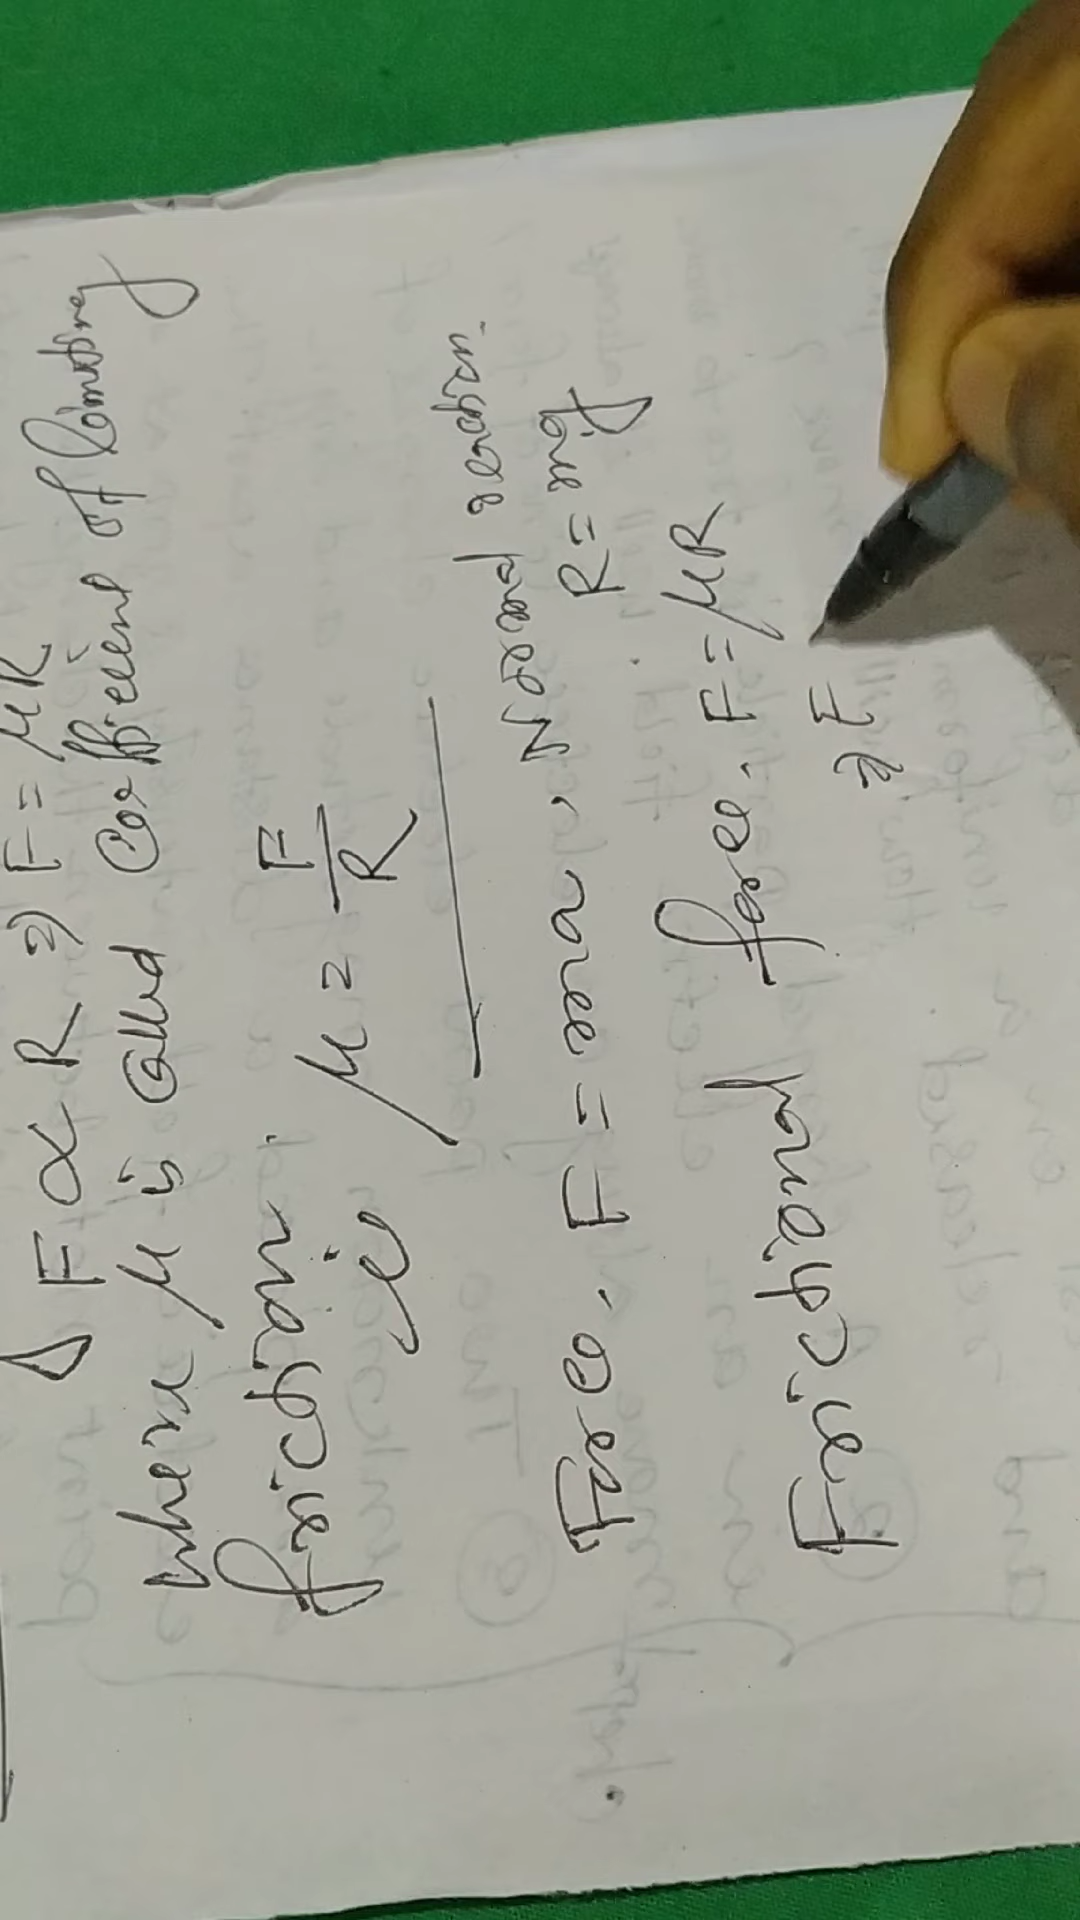 F ∝ R ⇒ F = μR
where μ is called Coefficient of limiting
friction.
μ = F/R
Force. F = ma. Normal reaction.
R = mg
Frictional force. F = μR
⇒ F